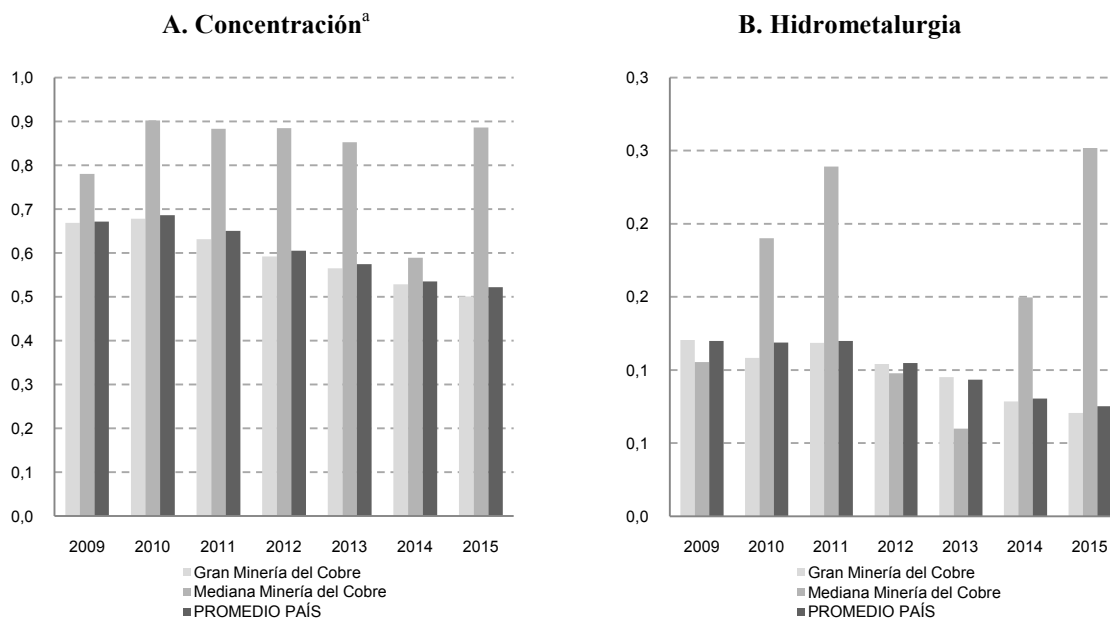 A. Concentraciónᵃ
1,0
0,9
0,8
0,7
0,6
0,5
0,4
0,3
0,2
0,1
0,0
2009 2010 2011 2012 2013 2014 2015
Gran Minería del Cobre
Mediana Minería del Cobre
PROMEDIO PAÍS
B. Hidrometalurgia
0,3
0,3
0,2
0,2
0,1
0,1
0,0
2009 2010 2011 2012 2013 2014 2015
Gran Minería del Cobre
Mediana Minería del Cobre
PROMEDIO PAÍS